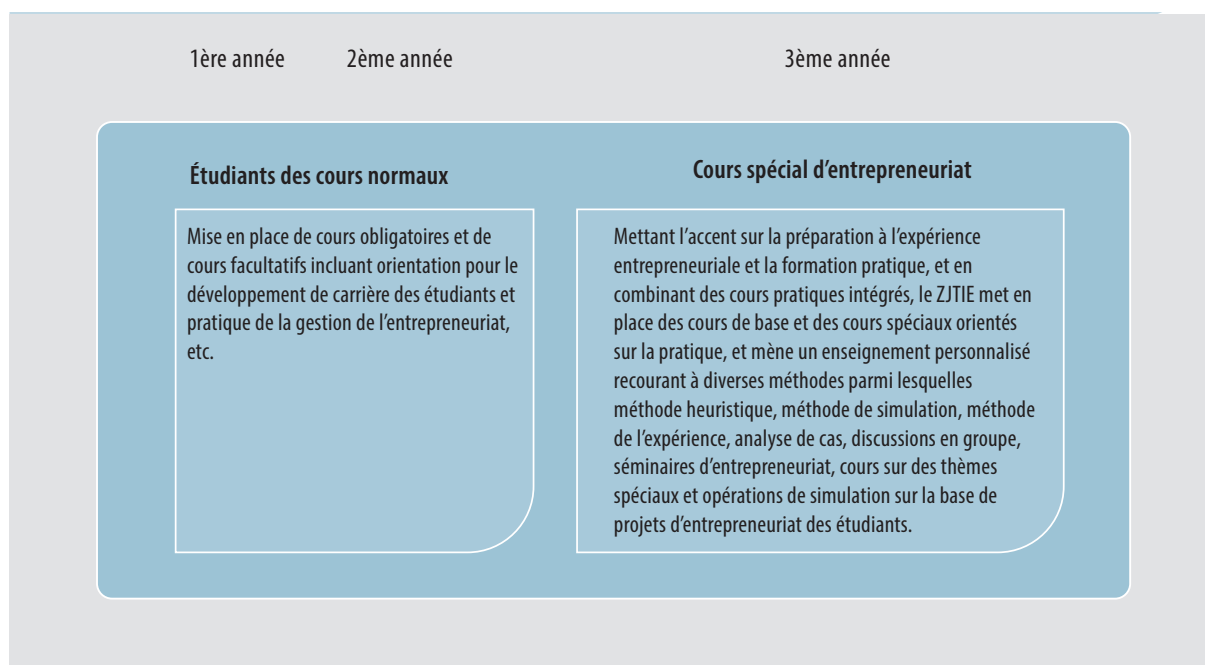 1ère année 2ème année 3ème année
Étudiants des cours normaux
Mise en place de cours obligatoires et de
cours facultatifs incluant orientation pour le
développement de carrière des étudiants et
pratique de la gestion de l’entrepreneuriat,
etc.
Cours spécial d’entrepreneuriat
Mettant l’accent sur la préparation à l’expérience
entrepreneuriale et la formation pratique, et en
combinant des cours pratiques intégrés, le ZJTIE met en
place des cours de base et des cours spéciaux orientés
sur la pratique, et mène un enseignement personnalisé
recourant à diverses méthodes parmi lesquelles
méthode heuristique, méthode de simulation, méthode
de l’expérience, analyse de cas, discussions en groupe,
séminaires d’entrepreneuriat, cours sur des thèmes
spéciaux et opérations de simulation sur la base de
projets d’entrepreneuriat des étudiants.